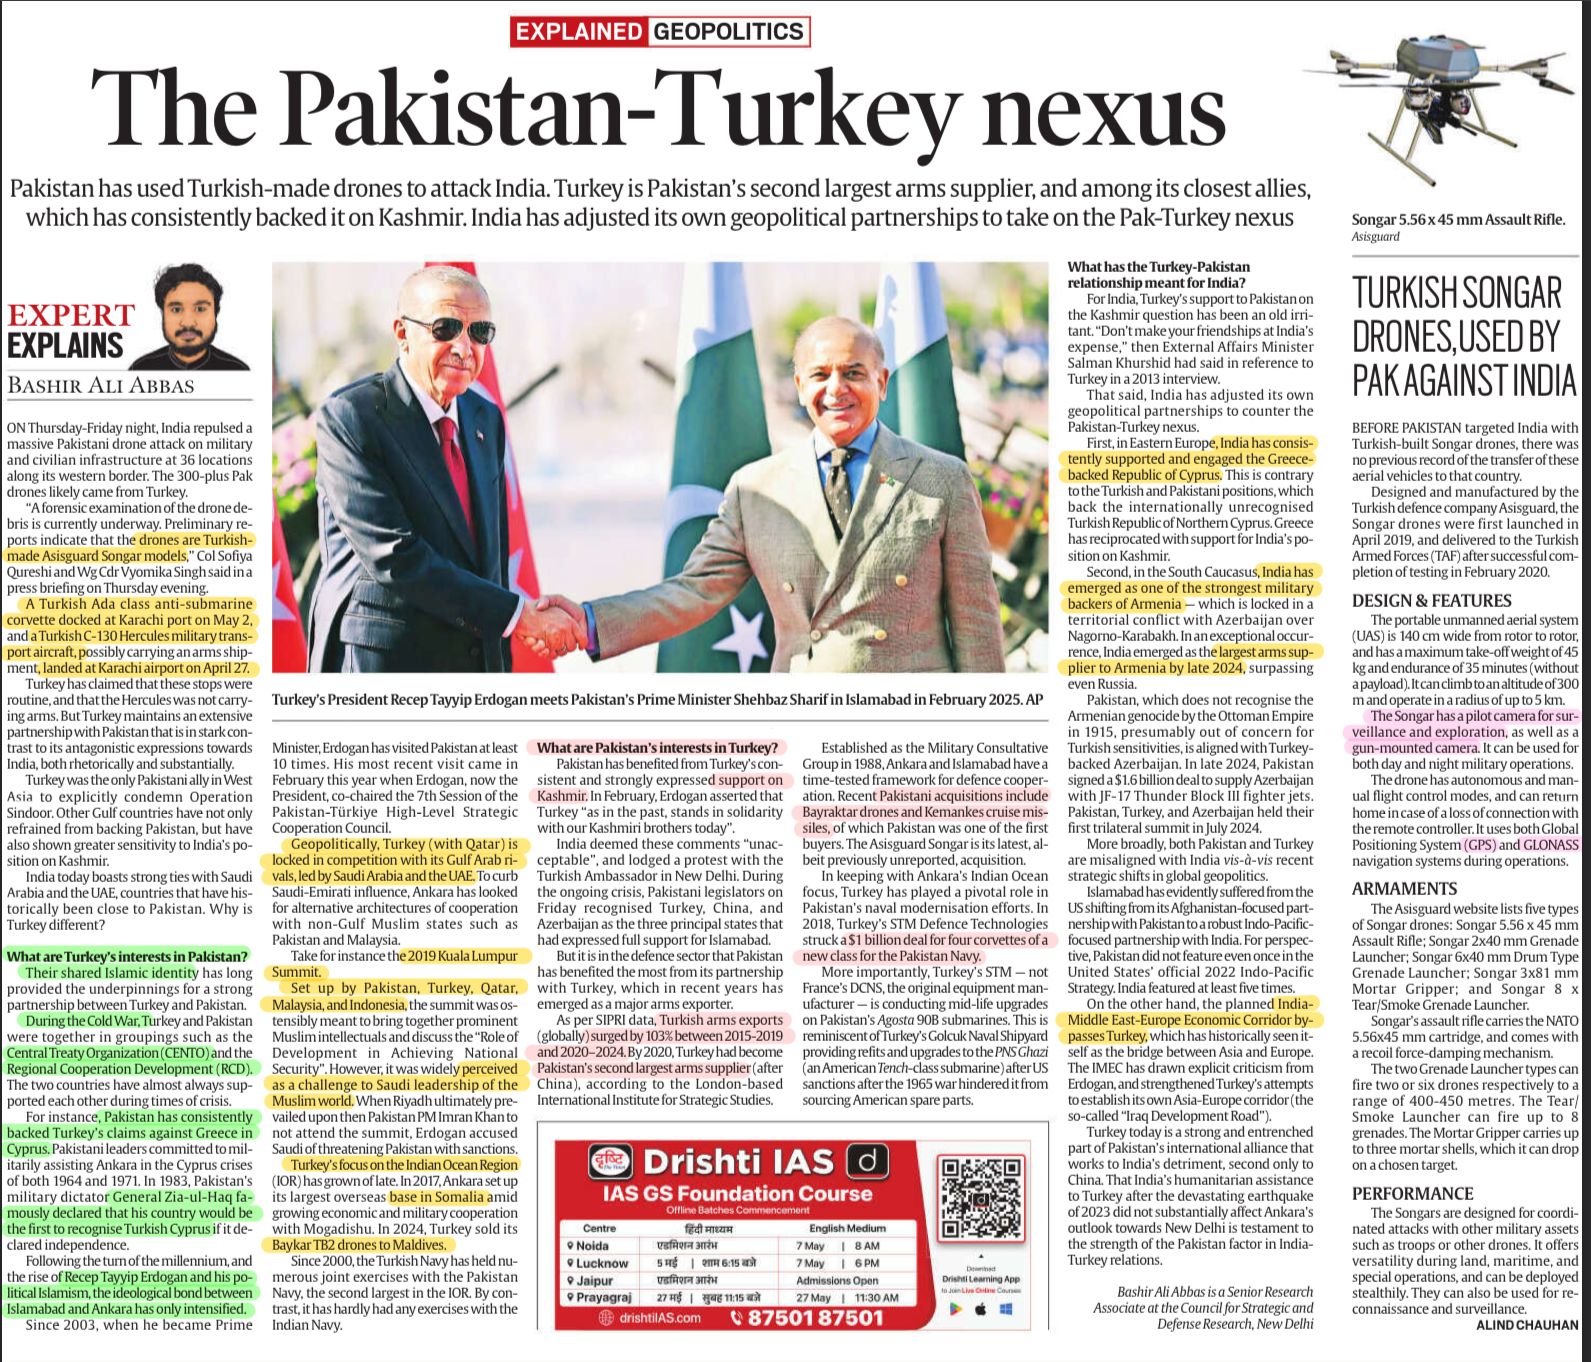 EXPLAINED GEOPOLITICS
The Pakistan-Turkey nexus
Pakistan has used Turkish-made drones to attack India. Turkey is Pakistan's second largest arms supplier, and among its closest allies,
which has consistently backed it on Kashmir. India has adjusted its own geopolitical partnerships to take on the Pak-Turkey nexus
EXPERT
EXPLAINS
BASHIR ALI ABBAS
ON Thursday-Friday night, India repulsed a
massive Pakistani drone attack on military
and civilian infrastructure at 36 locations
along its western border. The 300-plus Pak
drones likely came from Turkey.
"A forensic examination of the drone de-
bris is currently underway. Preliminary re-
ports indicate that the drones are Turkish-
made Asisguard Songar models," Col Sofiya
Qureshi and Wg Cdr Vyomika Singh said in a
press briefing on Thursday evening.
A Turkish Ada class anti-submarine
corvette docked at Karachi port on May 2,
and a Turkish C-130 Hercules military trans-
port aircraft, possibly carrying an arms ship-
ment, landed at Karachi airport on April 27.
Turkey has claimed that these stops were
routine, and that the Hercules was not carry-
ing arms. But Turkey maintains an extensive
partnership with Pakistan that is in stark con-
trast to its antagonistic expressions towards
India, both rhetorically and substantially.
Turkey was the only Pakistani ally in West
Asia to explicitly condemn Operation
Sindoor. Other Gulf countries have not only
refrained from backing Pakistan, but have
also shown greater sensitivity to India's po-
sition on Kashmir.
India today boasts strong ties with Saudi
Arabia and the UAE, countries that have his-
torically been close to Pakistan. Why is
Turkey different?
What are Turkey's interests in Pakistan?
Their shared Islamic identity has long
provided the underpinnings for a strong
partnership between Turkey and Pakistan.
During the Cold War, Turkey and Pakistan
were together in groupings such as the
Central Treaty Organization (CENTO) and the
Regional Cooperation Development (RCD).
The two countries have almost always sup-
ported each other during times of crisis.
For instance, Pakistan has consistently
backed Turkey's claims against Greece in
Cyprus. Pakistani leaders committed to mil-
itarily assisting Ankara in the Cyprus crises
of both 1964 and 1971. In 1983, Pakistan's
military dictator General Zia-ul-Haq fa-
mously declared that his country would be
the first to recognise Turkish Cyprus if it de-
clared independence.
Following the turn of the millennium, and
the rise of Recep Tayyip Erdogan and his po-
litical Islamism, the ideological bond between
Islamabad and Ankara has only intensified.
Since 2003, when he became Prime
Turkey's President Recep Tayyip Erdogan meets Pakistan's Prime Minister Shehbaz Sharif in Islamabad in February 2025. AP
Minister, Erdogan has visited Pakistan at least
10 times. His most recent visit came in
February this year when Erdogan, now the
President, co-chaired the 7th Session of the
Pakistan-Türkiye High-Level Strategic
Cooperation Council.
Geopolitically, Turkey (with Qatar) is
locked in competition with its Gulf Arab ri-
vals, led by Saudi Arabia and the UAE. To curb
Saudi-Emirati influence, Ankara has looked
for alternative architectures of cooperation
with non-Gulf Muslim states such as
Pakistan and Malaysia.
Take for instance the 2019 Kuala Lumpur
Summit.
Set up by Pakistan, Turkey, Qatar,
Malaysia, and Indonesia, the summit was os-
tensibly meant to bring together prominent
Muslim intellectuals and discuss the "Role of
Development in Achieving National
Security". However, it was widely perceived
as a challenge to Saudi leadership of the
Muslim world. When Riyadh ultimately pre-
vailed upon then Pakistan PM Imran Khan to
not attend the summit, Erdogan accused
Saudi of threatening Pakistan with sanctions.
Turkey's focus on the Indian Ocean Region
(IOR) has grown of late. In 2017, Ankara set up
its largest overseas base in Somalia amid
growing economic and military cooperation
with Mogadishu. In 2024, Turkey sold its
Baykar TB2 drones to Maldives.
Since 2000, the Turkish Navy has held nu-
merous joint exercises with the Pakistan
Navy, the second largest in the IOR. By con-
trast, it has hardly had any exercises with the
Indian Navy.
What are Pakistan's interests in Turkey?
Pakistan has benefited from Turkey's con-
sistent and strongly expressed support on
Kashmir. In February, Erdogan asserted that
Turkey "as in the past, stands in solidarity
with our Kashmiri brothers today".
India deemed these comments "unac-
ceptable", and lodged a protest with the
Turkish Ambassador in New Delhi. During
the ongoing crisis, Pakistani legislators on
Friday recognised Turkey, China, and
Azerbaijan as the three principal states that
had expressed full support for Islamabad.
But it is in the defence sector that Pakistan
has benefited the most from its partnership
with Turkey, which in recent years has
emerged as a major arms exporter.
As per SIPRI data, Turkish arms exports
(globally) surged by 103% between 2015-2019
and 2020–2024. By 2020, Turkey had become
Pakistan's second largest arms supplier (after
China), according to the London-based
International Institute for Strategic Studies.
Established as the Military Consultative
Group in 1988, Ankara and Islamabad have a
time-tested framework for defence cooper-
ation. Recent Pakistani acquisitions include
Bayraktar drones and Kemankes cruise mis-
siles, of which Pakistan was one of the first
buyers. The Asisguard Songar is its latest, al-
beit previously unreported, acquisition.
In keeping with Ankara's Indian Ocean
focus, Turkey has played a pivotal role in
Pakistan's naval modernisation efforts. In
2018, Turkey's STM Defence Technologies
struck a $1 billion deal for four corvettes of a
new class for the Pakistan Navy.
More importantly, Turkey's STM — not
France's DCNS, the original equipment man-
ufacturer — is conducting mid-life upgrades
on Pakistan's Agosta 90B submarines. This is
reminiscent of Turkey's Golcuk Naval Shipyard
providing refits and upgrades to the PNS Ghazi
(an American Tench-class submarine) after US
sanctions after the 1965 war hindered it from
sourcing American spare parts.
दृष्टि
Drishti IAS
d
IAS GS Foundation Course
Offline Batches Commencement
Centre हिंदी माध्यम English Medium
Noida एडमिशन आरंभ 7 May | 8 AM
Lucknow 5 मई | शाम 6:15 बजे 7 May | 6 PM
Jaipur एडमिशन आरंभ Admissions Open
Prayagraj 27 मई | सुबह 11:15 बजे 27 May | 11:30 AM
drishtiIAS.com 87501 87501
Download
Drishti Learning App
to Join Live Online Courses
What has the Turkey-Pakistan
relationship meant for India?
For India, Turkey's support to Pakistan on
the Kashmir question has been an old irri-
tant. "Don't make your friendships at India's
expense," then External Affairs Minister
Salman Khurshid had said in reference to
Turkey in a 2013 interview.
That said, India has adjusted its own
geopolitical partnerships to counter the
Pakistan-Turkey nexus.
First, in Eastern Europe, India has consis-
tently supported and engaged the Greece-
backed Republic of Cyprus. This is contrary
to the Turkish and Pakistani positions, which
back the internationally unrecognised
Turkish Republic of Northern Cyprus. Greece
has reciprocated with support for India's po-
sition on Kashmir.
Second, in the South Caucasus, India has
emerged as one of the strongest military
backers of Armenia — which is locked in a
territorial conflict with Azerbaijan over
Nagorno-Karabakh. In an exceptional occur-
rence, India emerged as the largest arms sup-
plier to Armenia by late 2024, surpassing
even Russia.
Pakistan, which does not recognise the
Armenian genocide by the Ottoman Empire
in 1915, presumably out of concern for
Turkish sensitivities, is aligned with Turkey-
backed Azerbaijan. In late 2024, Pakistan
signed a $1.6 billion deal to supply Azerbaijan
with JF-17 Thunder Block III fighter jets.
Pakistan, Turkey, and Azerbaijan held their
first trilateral summit in July 2024.
More broadly, both Pakistan and Turkey
are misaligned with India vis-à-vis recent
strategic shifts in global geopolitics.
Islamabad has evidently suffered from the
US shifting from its Afghanistan-focused part-
nership with Pakistan to a robust Indo-Pacific-
focused partnership with India. For perspec-
tive, Pakistan did not feature even once in the
United States' official 2022 Indo-Pacific
Strategy. India featured at least five times.
On the other hand, the planned India-
Middle East-Europe Economic Corridor by-
passes Turkey, which has historically seen it-
self as the bridge between Asia and Europe.
The IMEC has drawn explicit criticism from
Erdogan, and strengthened Turkey's attempts
to establish its own Asia-Europe corridor (the
so-called "Iraq Development Road").
Turkey today is a strong and entrenched
part of Pakistan's international alliance that
works to India's detriment, second only to
China. That India's humanitarian assistance
to Turkey after the devastating earthquake
of 2023 did not substantially affect Ankara's
outlook towards New Delhi is testament to
the strength of the Pakistan factor in India-
Turkey relations.
Bashir Ali Abbas is a Senior Research
Associate at the Council for Strategic and
Defense Research, New Delhi
Songar 5.56 x 45 mm Assault Rifle.
Asisguard
TURKISH SONGAR
DRONES, USED BY
PAK AGAINST INDIA
BEFORE PAKISTAN targeted India with
Turkish-built Songar drones, there was
no previous record of the transfer of these
aerial vehicles to that country.
Designed and manufactured by the
Turkish defence company Asisguard, the
Songar drones were first launched in
April 2019, and delivered to the Turkish
Armed Forces (TAF) after successful com-
pletion of testing in February 2020.
DESIGN & FEATURES
The portable unmanned aerial system
(UAS) is 140 cm wide from rotor to rotor,
and has a maximum take-off weight of 45
kg and endurance of 35 minutes (without
a payload). It can climb to an altitude of 300
m and operate in a radius of up to 5 km.
The Songar has a pilot camera for sur-
veillance and exploration, as well as a
gun-mounted camera. It can be used for
both day and night military operations.
The drone has autonomous and man-
ual flight control modes, and can return
home in case of a loss of connection with
the remote controller. It uses both Global
Positioning System (GPS) and GLONASS
navigation systems during operations.
ARMAMENTS
The Asisguard website lists five types
of Songar drones: Songar 5.56 x 45 mm
Assault Rifle; Songar 2x40 mm Grenade
Launcher; Songar 6x40 mm Drum Type
Grenade Launcher; Songar 3x81 mm
Mortar Gripper; and Songar 8 x
Tear/Smoke Grenade Launcher.
Songar's assault rifle carries the NATO
5.56x45 mm cartridge, and comes with
a recoil force-damping mechanism.
The two Grenade Launcher types can
fire two or six drones respectively to a
range of 400-450 metres. The Tear/
Smoke Launcher can fire up to 8
grenades. The Mortar Gripper carries up
to three mortar shells, which it can drop
on a chosen target.
PERFORMANCE
The Songars are designed for coordi-
nated attacks with other military assets
such as troops or other drones. It offers
versatility during land, maritime, and
special operations, and can be deployed
stealthily. They can also be used for re-
connaissance and surveillance.
ALIND CHAUHAN